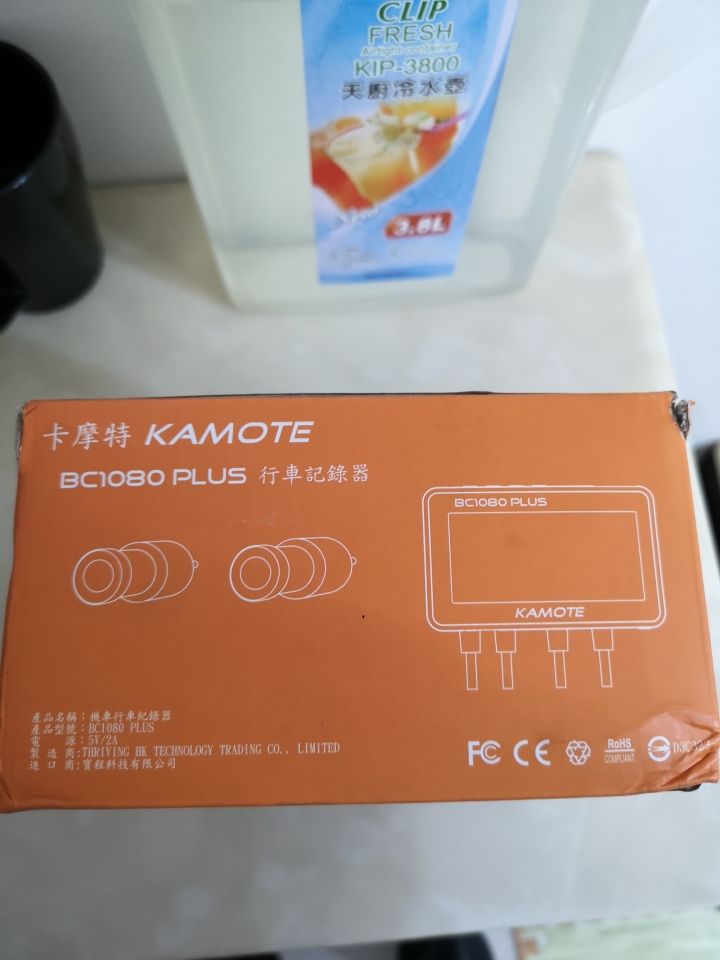 CLIP
FRESH
Airtight container
KIP-3800
天廚冷水壺
3.8L
卡摩特 KAMOTE
BC1080 PLUS 行車記錄器
BC1080 PLUS
KAMOTE
產品名稱：機車行車紀錄器
產品型號：BC1080 PLUS
電　　源：5V/2A
製 造 商:THRIVING HK TECHNOLOGY TRADING CO., LIMITED
進 口 商:寶程科技有限公司
FC CE RoHS
COMPLIANT